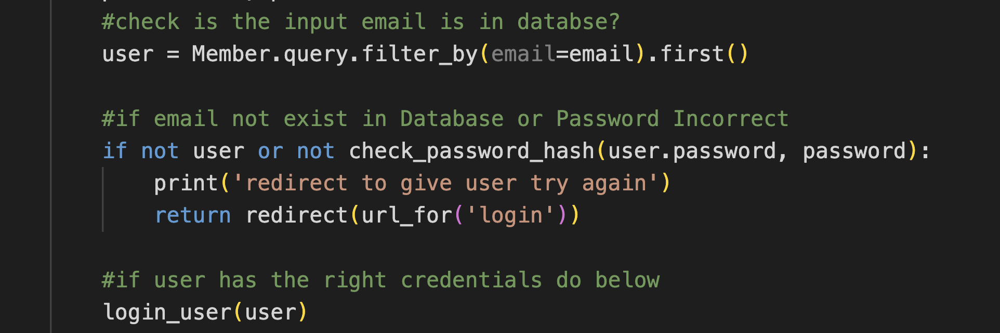 #check is the input email is in databse?
user = Member.query.filter_by(email=email).first()
#if email not exist in Database or Password Incorrect
if not user or not check_password_hash(user.password, password):
print('redirect to give user try again')
return redirect(url_for('login'))
#if user has the right credentials do below
login_user(user)